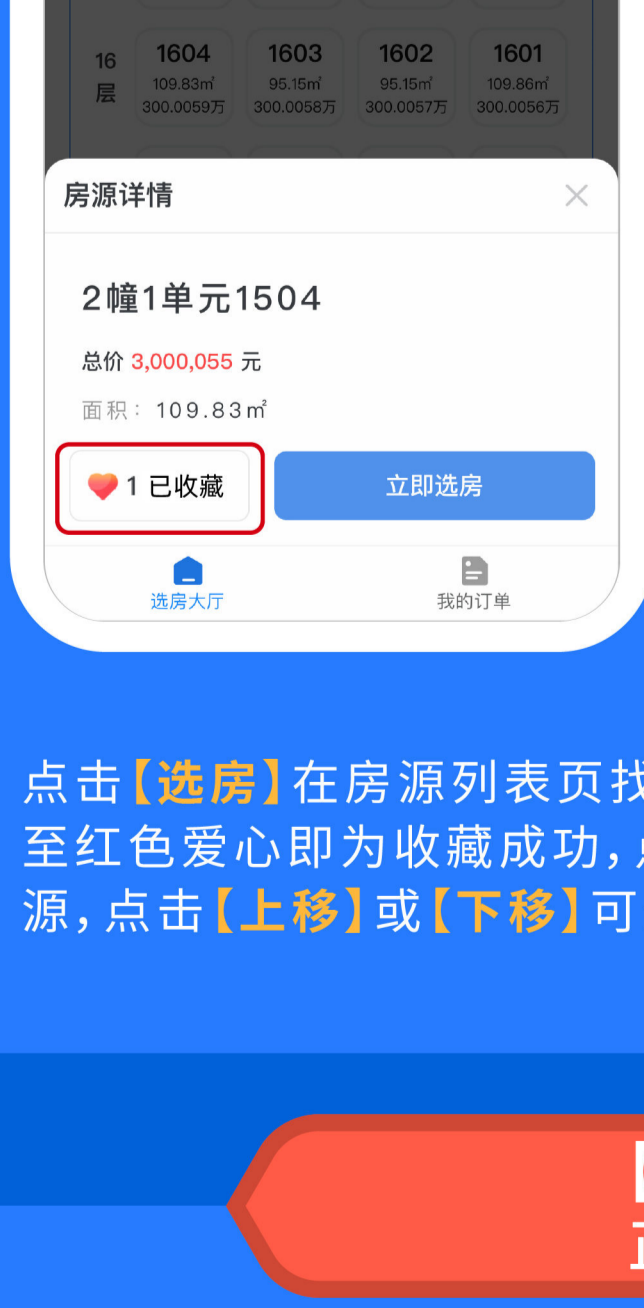 16层 1604 1603 1602 1601
109.83㎡ 95.15㎡ 95.15㎡ 109.86㎡
300.0059万 300.0058万 300.0057万 300.0056万
房源详情
2幢1单元1504
总价 3,000,055 元
面积： 109.83㎡
1 已收藏 立即选房
选房大厅 我的订单
点击【选房】在房源列表页找
至红色爱心即为收藏成功，
源，点击【上移】或【下移】可